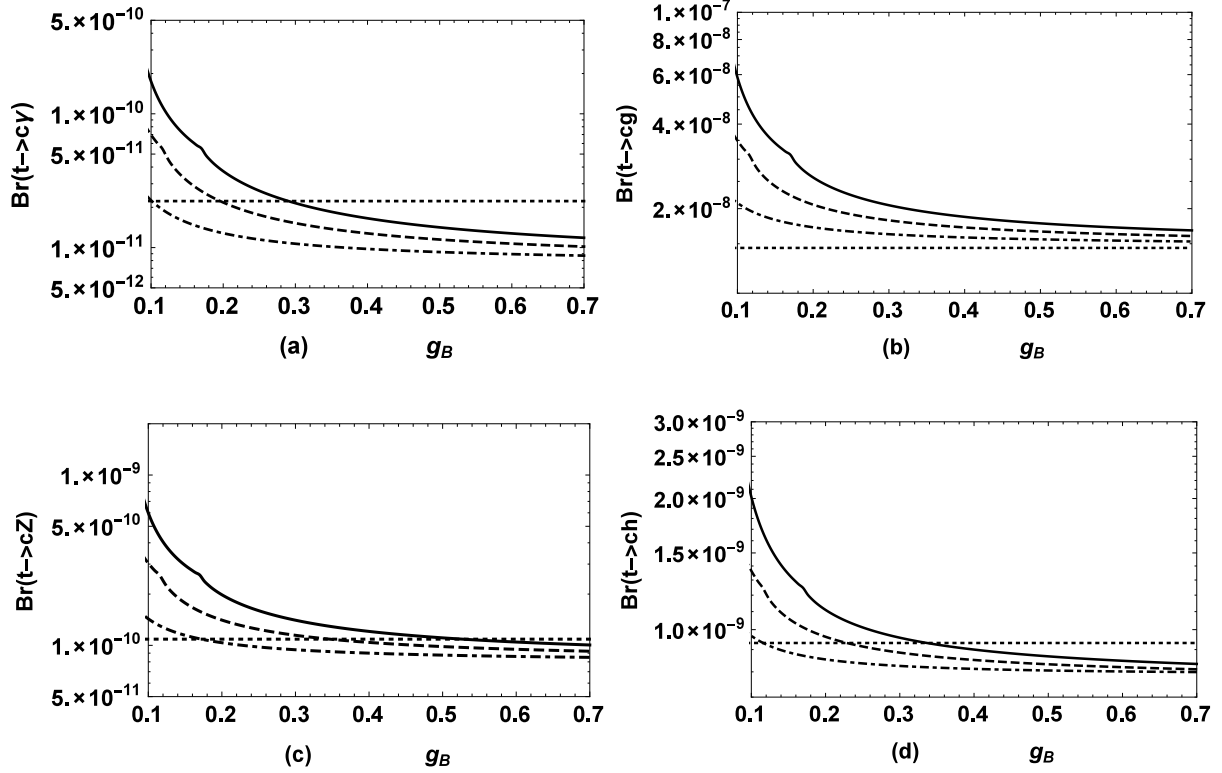 5.×10⁻¹⁰
1.×10⁻¹⁰
5.×10⁻¹¹
1.×10⁻¹¹
5.×10⁻¹²
Br(t->cγ)
0.1 0.2 0.3 0.4 0.5 0.6 0.7
(a) g_B
1.×10⁻⁷
8.×10⁻⁸
6.×10⁻⁸
4.×10⁻⁸
2.×10⁻⁸
Br(t->cg)
0.1 0.2 0.3 0.4 0.5 0.6 0.7
(b) g_B
1.×10⁻⁹
5.×10⁻¹⁰
1.×10⁻¹⁰
5.×10⁻¹¹
Br(t->cZ)
0.1 0.2 0.3 0.4 0.5 0.6 0.7
(c) g_B
3.0×10⁻⁹
2.5×10⁻⁹
2.0×10⁻⁹
1.5×10⁻⁹
1.0×10⁻⁹
Br(t->ch)
0.1 0.2 0.3 0.4 0.5 0.6 0.7
(d) g_B